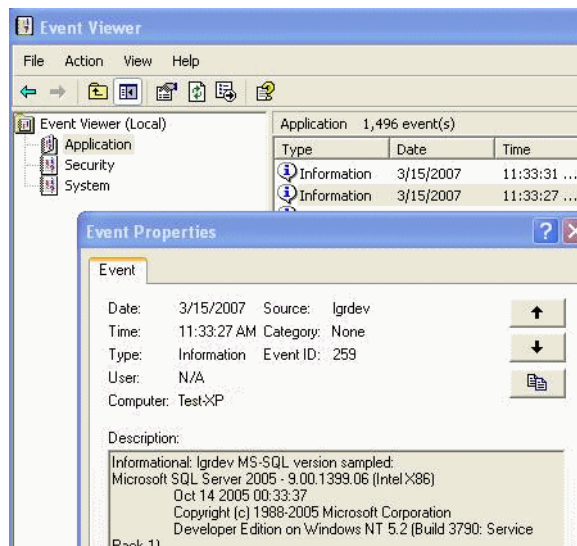 Event Viewer
File Action View Help
Event Viewer (Local)
Application
Security
System
Application 1,496 event(s)
Type Date Time
Information 3/15/2007 11:33:31 ...
Information 3/15/2007 11:33:27 ...
Event Properties
Event
Date: 3/15/2007 Source: lgrdev
Time: 11:33:27 AM Category: None
Type: Information Event ID: 259
User: N/A
Computer: Test-XP
Description:
Informational: lgrdev MS-SQL version sampled:
Microsoft SQL Server 2005 - 9.00.1399.06 (Intel X86)
Oct 14 2005 00:33:37
Copyright (c) 1988-2005 Microsoft Corporation
Developer Edition on Windows NT 5.2 (Build 3790: Service
Pack 1)